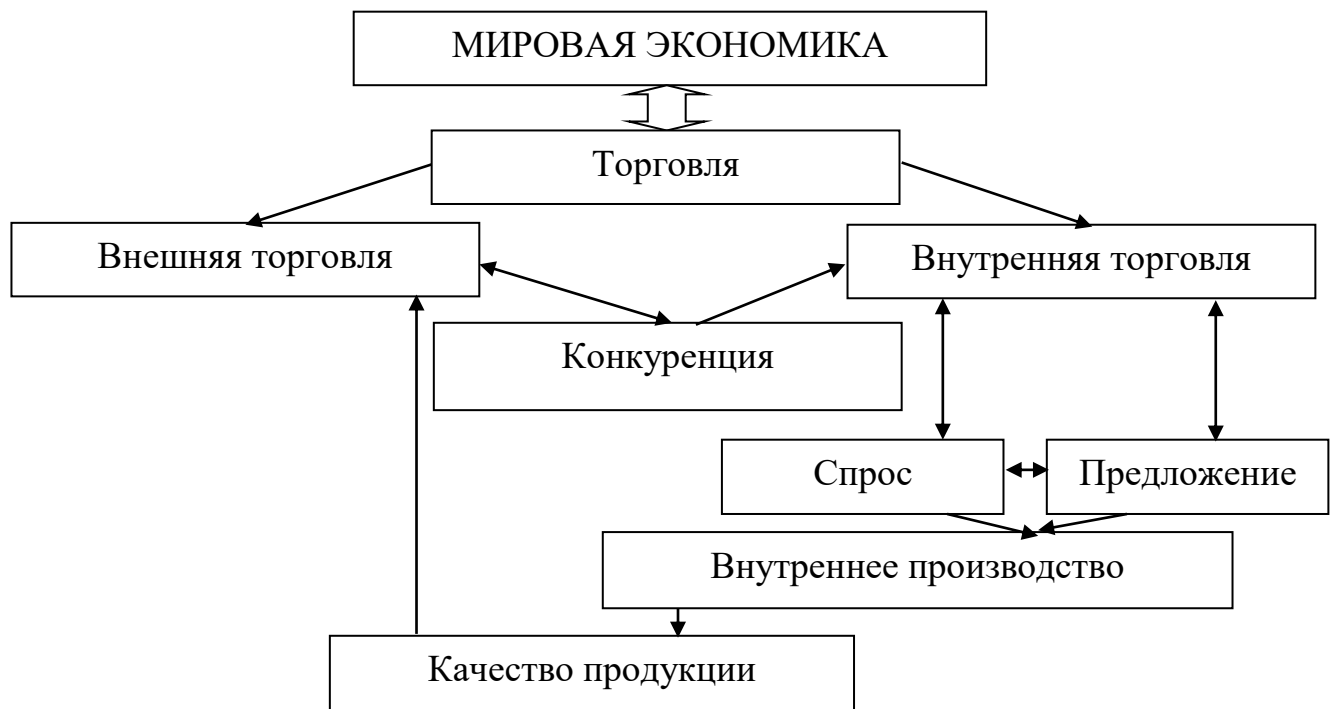 МИРОВАЯ ЭКОНОМИКА
Торговля
Внешняя торговля
Внутренняя торговля
Конкуренция
Спрос
Предложение
Внутреннее производство
Качество продукции